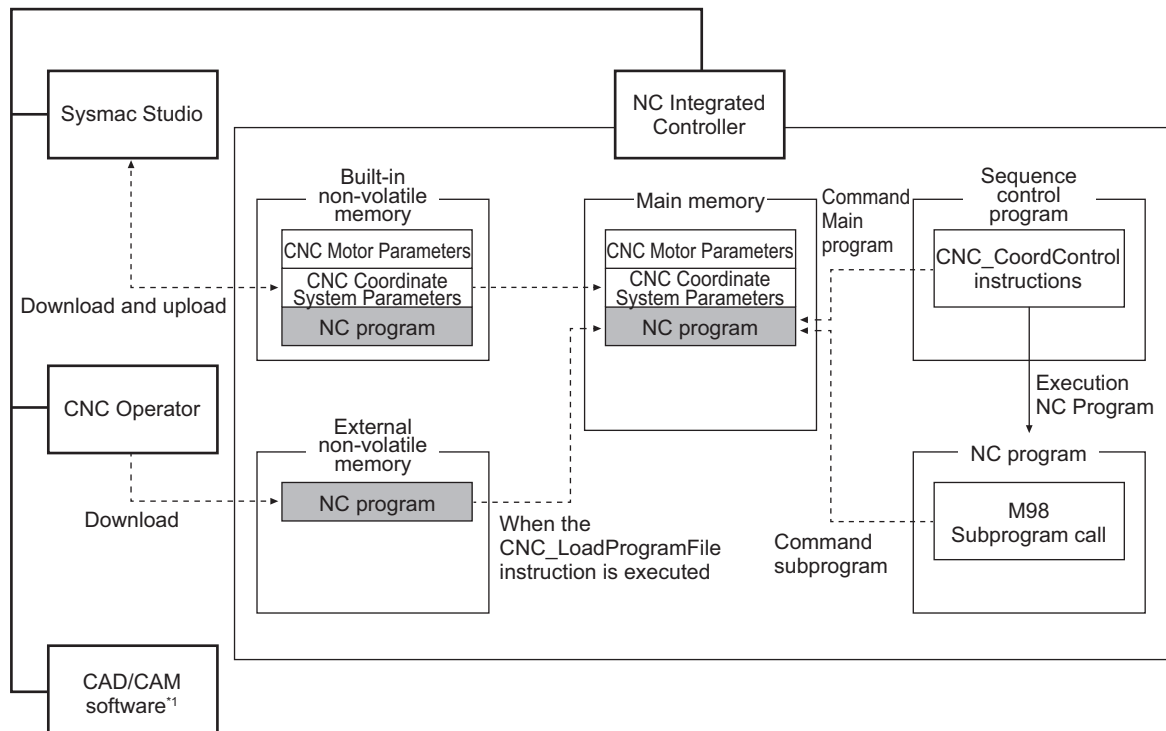 Sysmac Studio
NC Integrated
Controller
Built-in
non-volatile
memory
CNC Motor Parameters
CNC Coordinate
System Parameters
NC program
Download and upload
Main memory
CNC Motor Parameters
CNC Coordinate
System Parameters
NC program
Command
Main
program
Sequence
control
program
CNC_CoordControl
instructions
Execution
NC Program
CNC Operator
Download
External
non-volatile
memory
NC program
When the
CNC_LoadProgramFile
instruction is executed
Command
subprogram
NC program
M98
Subprogram call
CAD/CAM
software*1